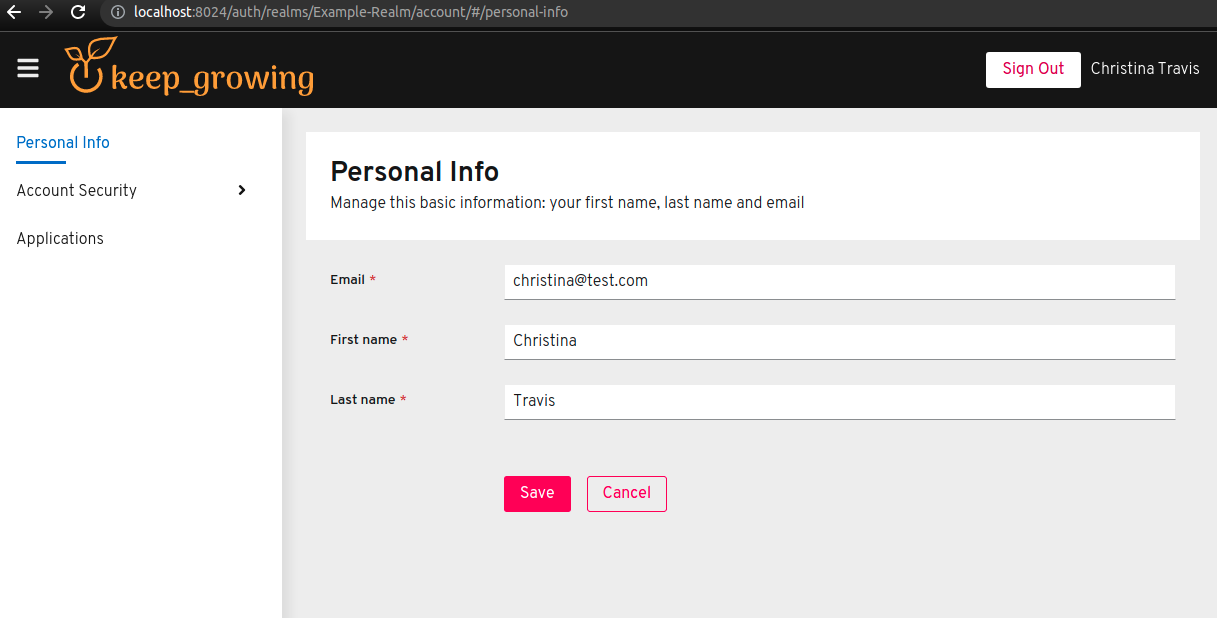 localhost:8024/auth/realms/Example-Realm/account/#/personal-info
keep_growing
Sign Out Christina Travis
Personal Info
Account Security
Applications
Personal Info
Manage this basic information: your first name, last name and email
Email * christina@test.com
First name * Christina
Last name * Travis
Save Cancel